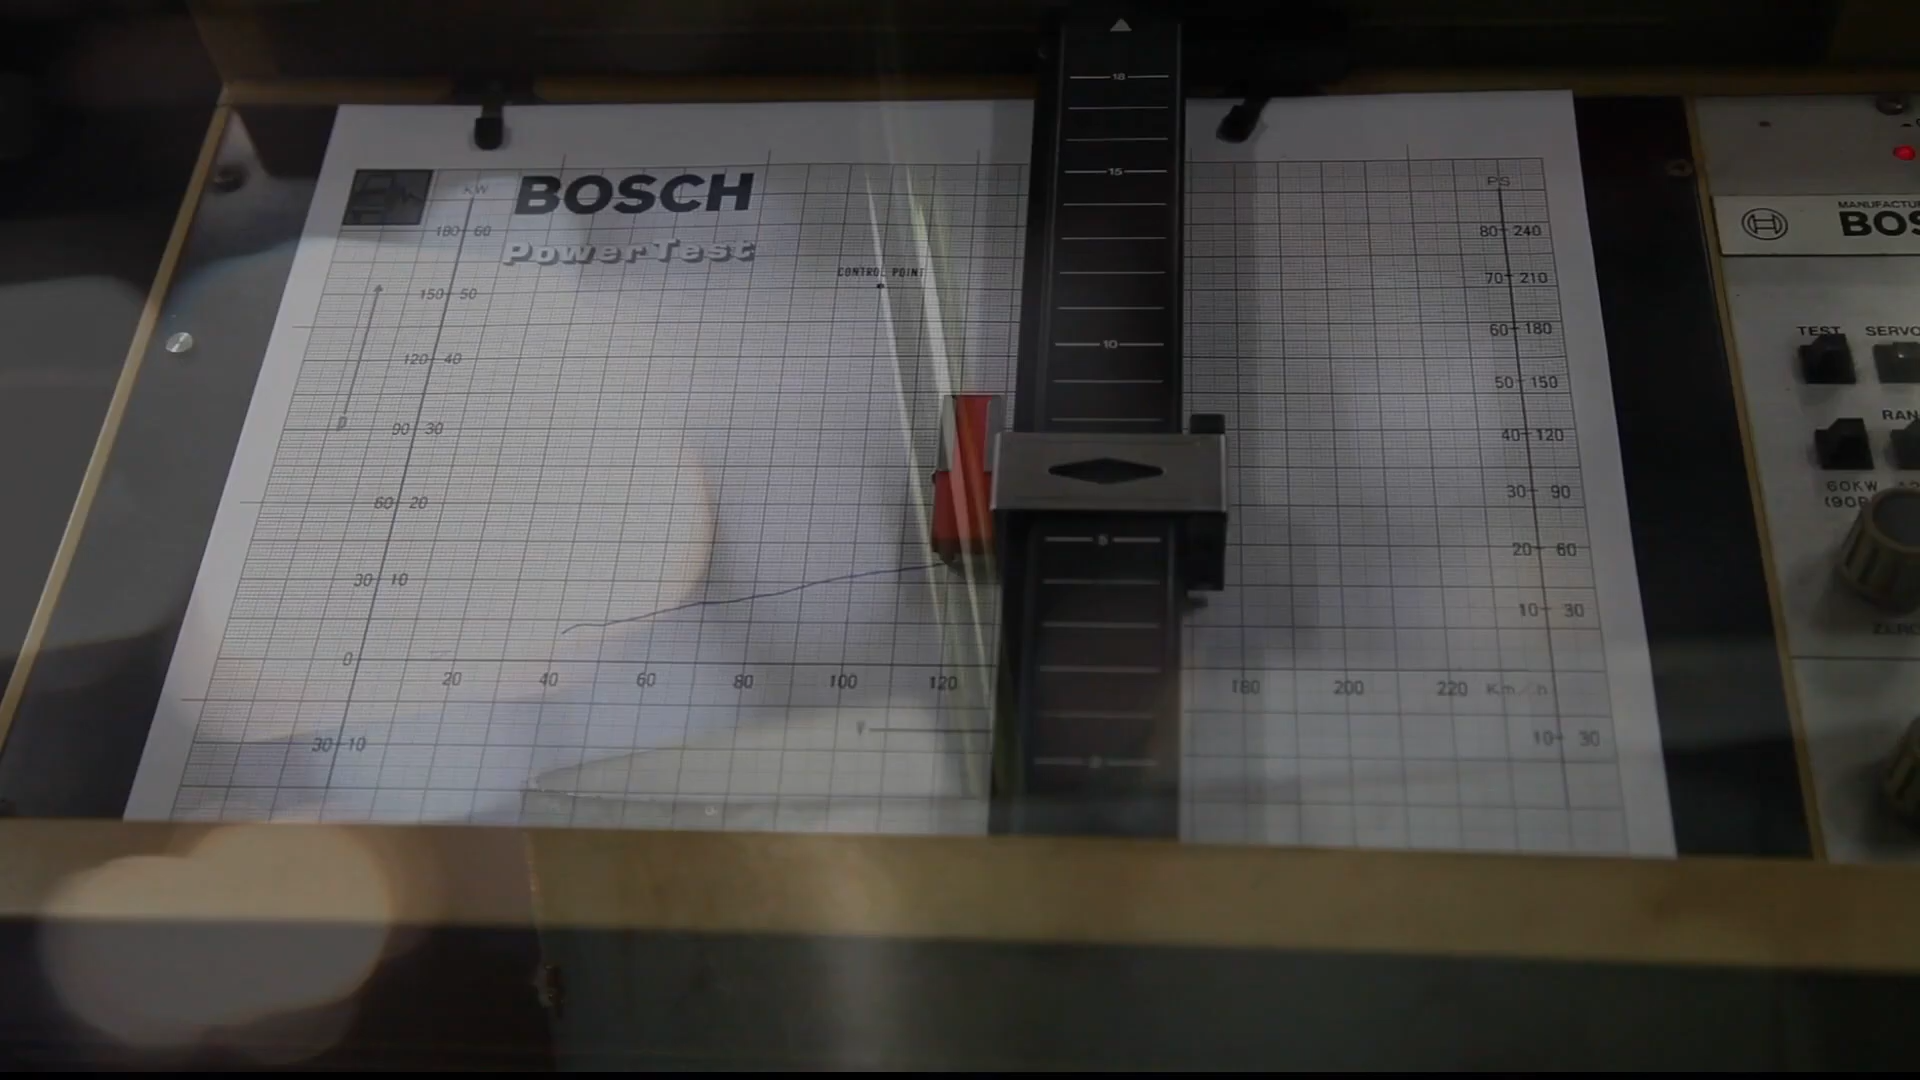 18
15
KW
BOSCH
PS
MANUFACTU
BOS
180 60
PowerTest
80 240
CONTROL POINT
70 210
150 50
60 180
TEST SERVO
10
120 40
50 150
RAN
90 30
40 120
60KW
(90P
60 20
30 90
5
20 60
30 10
10 30
ZERO
0
20 40 60 80 100 120 180 200 220 Km/h
30 10
10 30